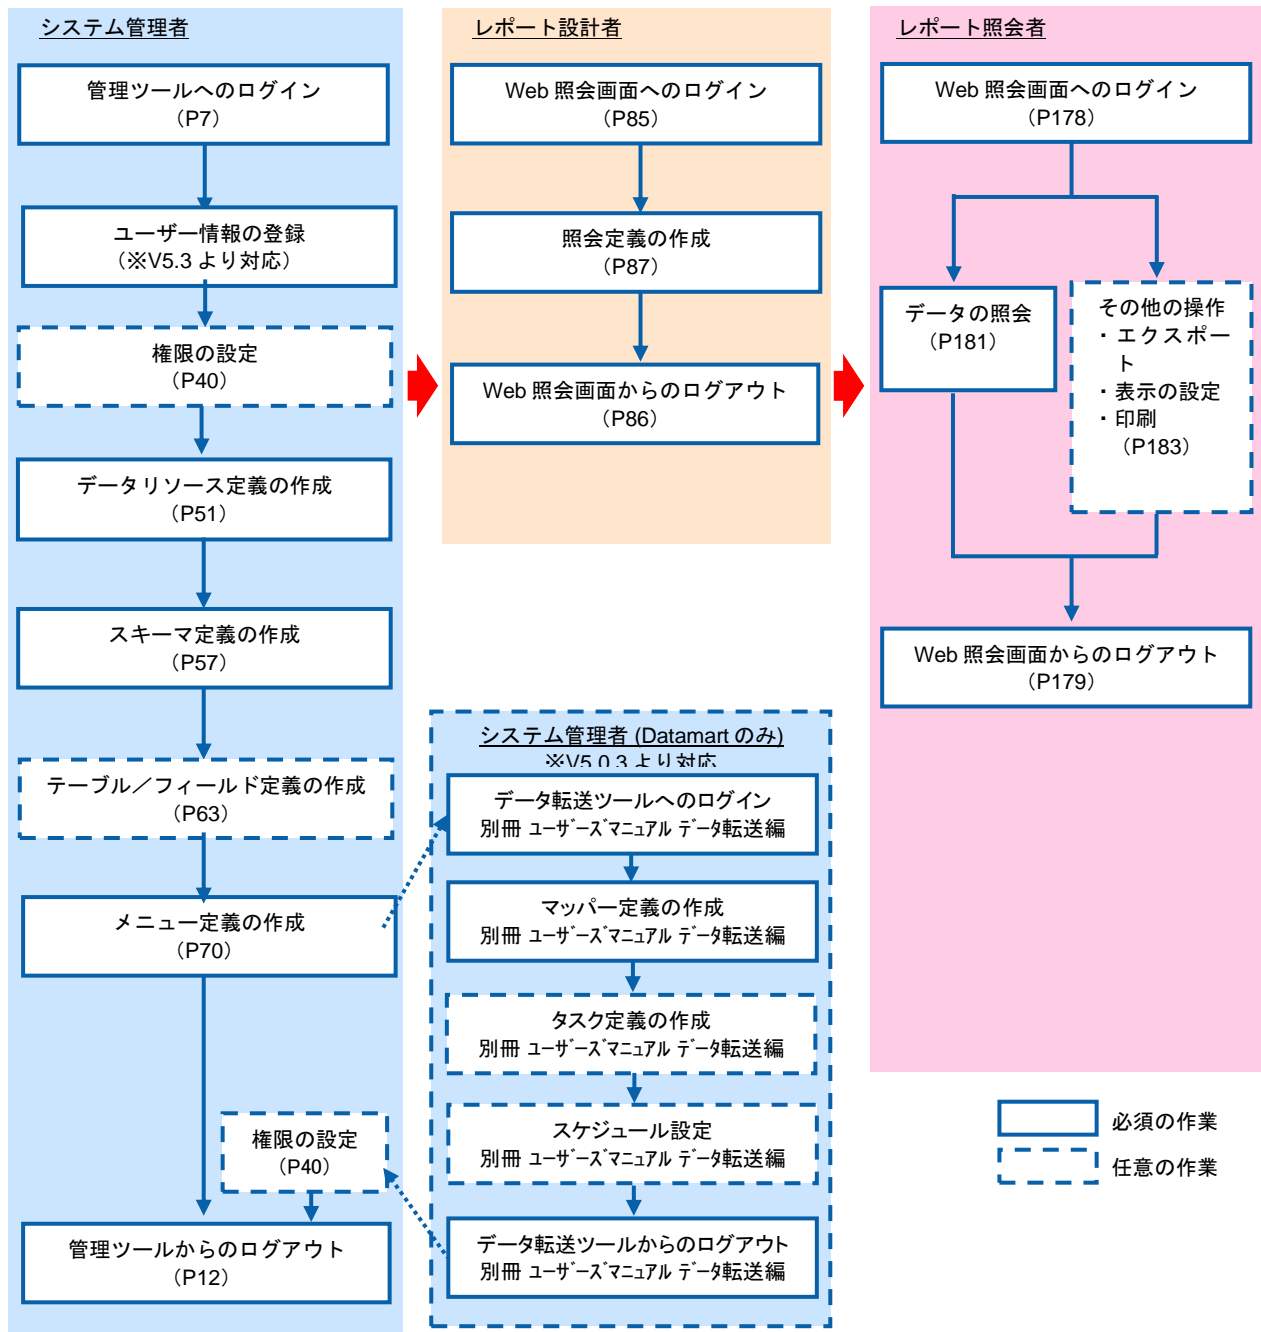 システム管理者
管理ツールへのログイン
（P7）
ユーザー情報の登録
（※V5.3 より対応）
権限の設定
（P40）
データリソース定義の作成
（P51）
スキーマ定義の作成
（P57）
テーブル／フィールド定義の作成
（P63）
メニュー定義の作成
（P70）
権限の設定
（P40）
管理ツールからのログアウト
（P12）
レポート設計者
Web 照会画面へのログイン
（P85）
照会定義の作成
（P87）
Web 照会画面からのログアウト
（P86）
システム管理者 (Datamart のみ)
※V5.0.3 より対応
データ転送ツールへのログイン
別冊 ﾕｰｻﾞｰｽﾞﾏﾆｭｱﾙ ﾃﾞｰﾀ転送編
マッパー定義の作成
別冊 ﾕｰｻﾞｰｽﾞﾏﾆｭｱﾙ ﾃﾞｰﾀ転送編
タスク定義の作成
別冊 ﾕｰｻﾞｰｽﾞﾏﾆｭｱﾙ ﾃﾞｰﾀ転送編
スケジュール設定
別冊 ﾕｰｻﾞｰｽﾞﾏﾆｭｱﾙ ﾃﾞｰﾀ転送編
データ転送ツールからのログアウト
別冊 ﾕｰｻﾞｰｽﾞﾏﾆｭｱﾙ ﾃﾞｰﾀ転送編
レポート照会者
Web 照会画面へのログイン
（P178）
データの照会
（P181）
その他の操作
・エクスポー
ト
・表示の設定
・印刷
（P183）
Web 照会画面からのログアウト
（P179）
必須の作業
任意の作業